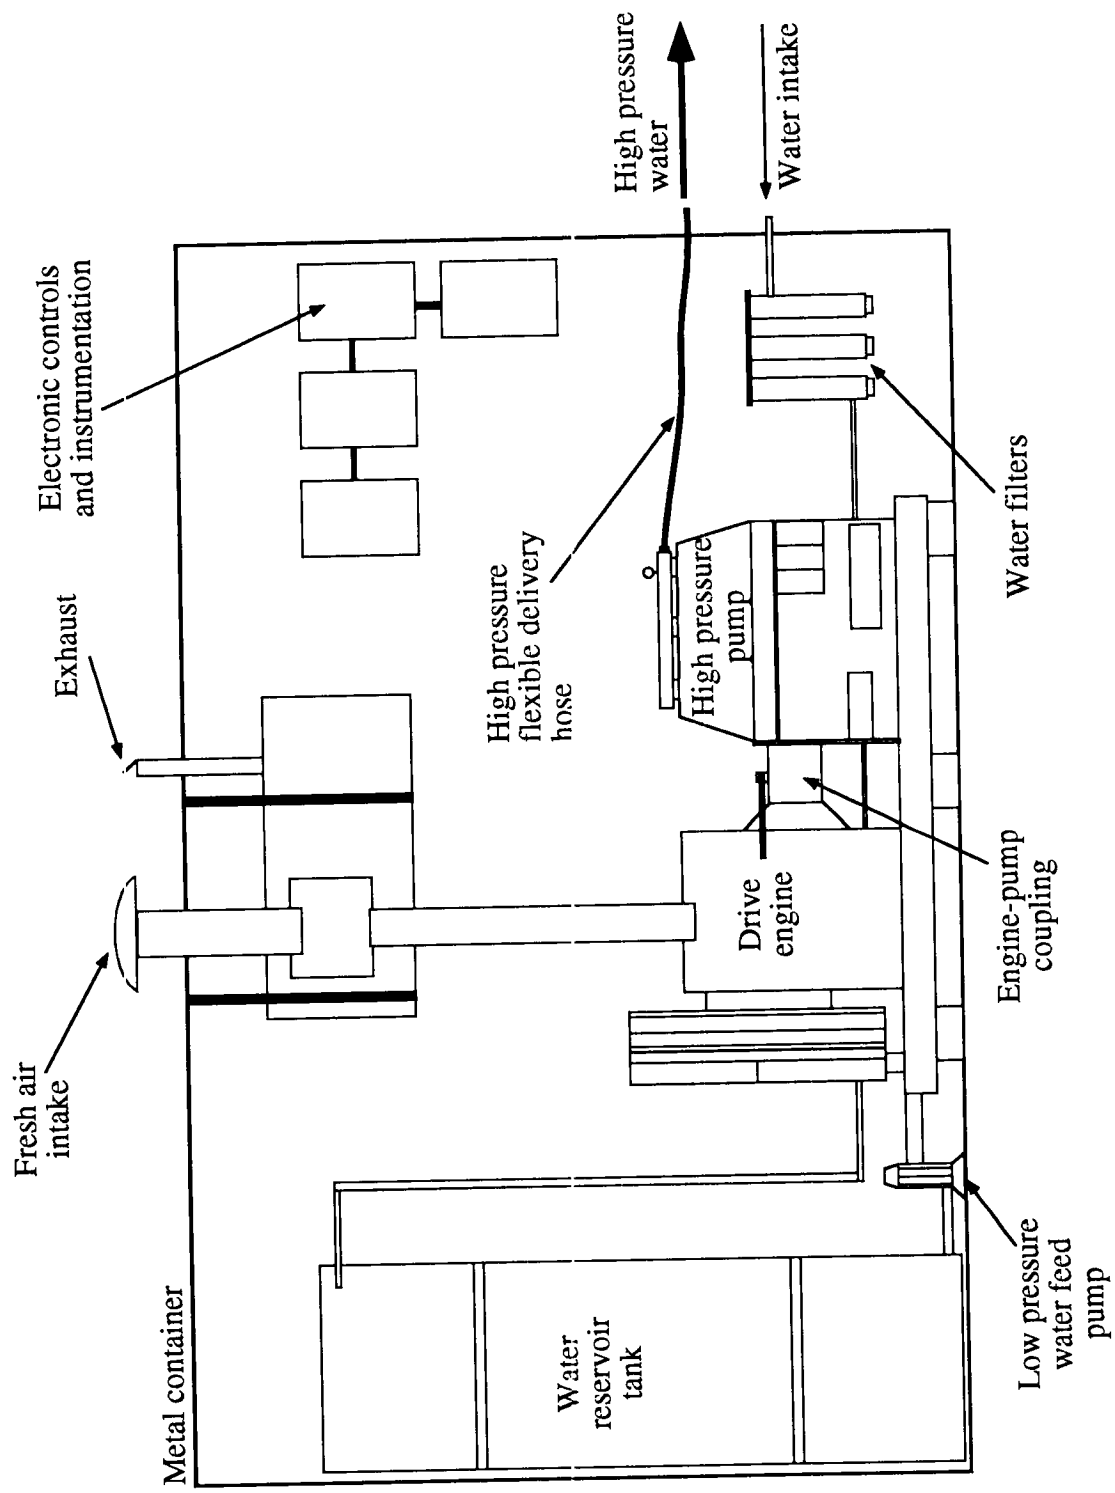 Metal container
Fresh air
intake
Exhaust
Electronic controls
and instrumentation
High pressure
water
Water intake
High pressure
flexible delivery
hose
High pressure
pump
Drive
engine
Water
reservoir
tank
Low pressure
water feed
pump
Engine-pump
coupling
Water filters